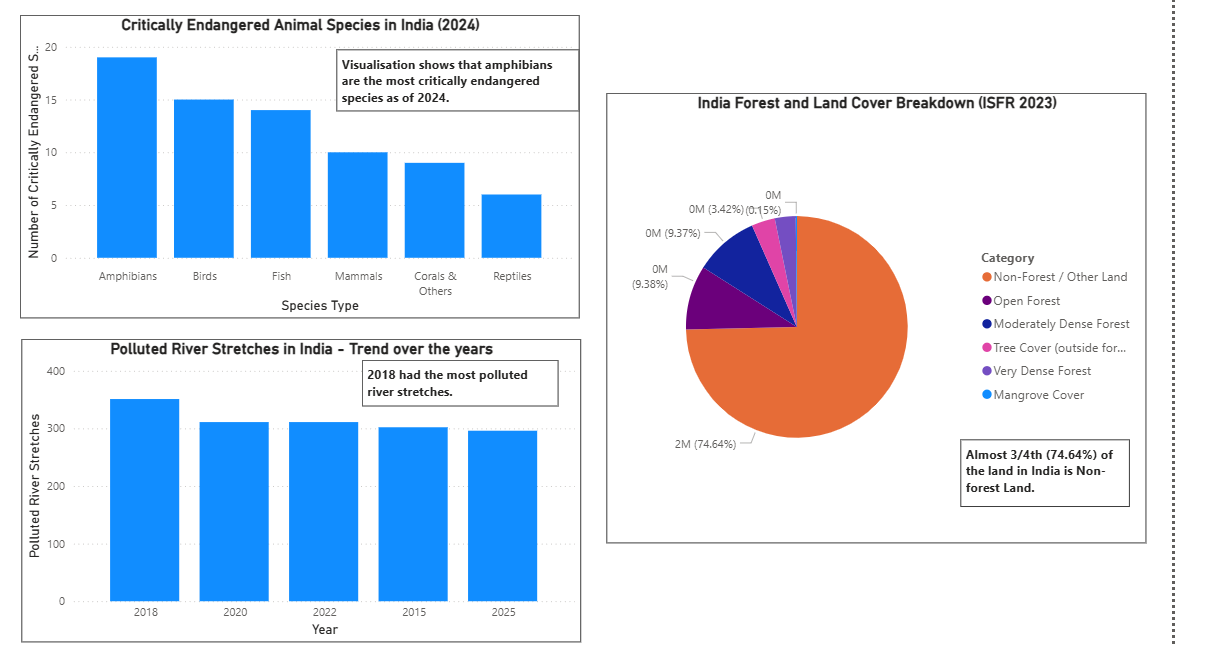 Critically Endangered Animal Species in India (2024)
Number of Critically Endangered S...
20
15
10
5
0
Visualisation shows that amphibians
are the most critically endangered
species as of 2024.
Amphibians Birds Fish Mammals Corals & Others Reptiles
Species Type
Polluted River Stretches in India - Trend over the years
Polluted River Stretches
400
300
200
100
0
2018 had the most polluted
river stretches.
2018 2020 2022 2015 2025
Year
India Forest and Land Cover Breakdown (ISFR 2023)
0M
(0.15%)
0M (3.42%)
0M (9.37%)
0M
(9.38%)
2M (74.64%)
Category
Non-Forest / Other Land
Open Forest
Moderately Dense Forest
Tree Cover (outside for...
Very Dense Forest
Mangrove Cover
Almost 3/4th (74.64%) of
the land in India is Non-
forest Land.